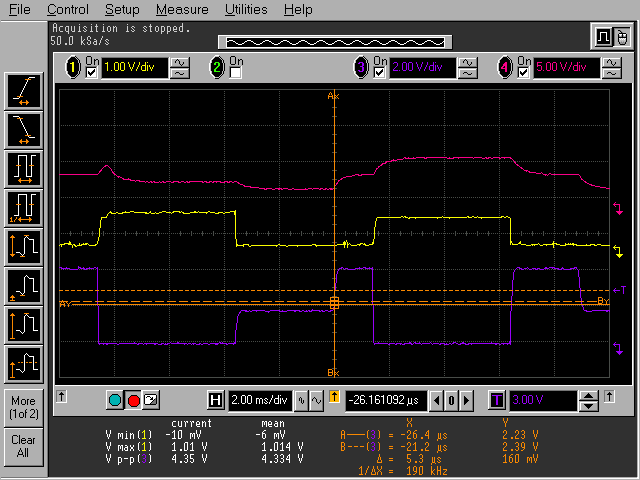 File Control Setup Measure Utilities Help
Acquisition is stopped.
50.0 kSa/s
1 On 1.00 V/div 2 On 3 On 2.00 V/div 4 On 5.00 V/div
Ax
T
AY By
Bx
1/
More
(1of 2)
Clear
All
H 2.00 ms/div -26.161092 µs 0 T 3.00 V
current mean X Y
V min(1) -10 mV -6 mV A——(3) = -26.4 µs 2.23 V
V max(1) 1.01 V 1.014 V B---(3) = -21.2 µs 2.39 V
V p-p(3) 4.35 V 4.334 V Δ = 5.3 µs 160 mV
1/ΔX = 190 kHz